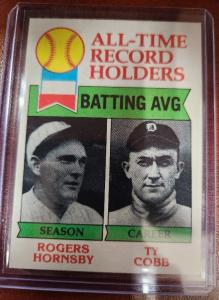 ALL-TIME
RECORD
HOLDERS
BATTING AVG
SEASON
CAREER
ROGERS
HORNSBY
TY
COBB